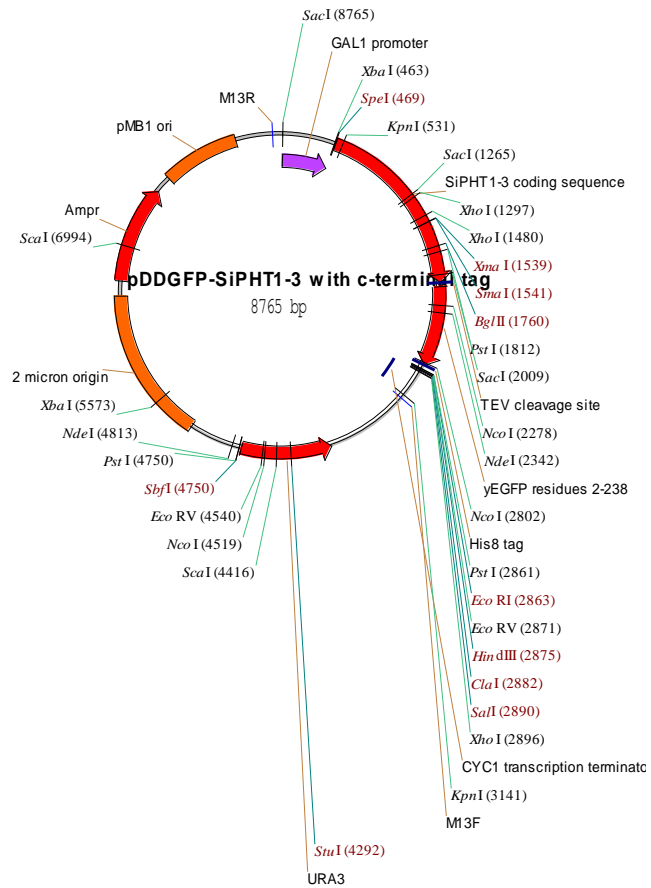 SacI (8765)
GAL1 promoter
XbaI (463)
M13R
SpeI (469)
pMB1 ori
KpnI (531)
SacI (1265)
SiPHT1-3 coding sequence
XhoI (1297)
Ampr
XhoI (1480)
ScaI (6994)
XmaI (1539)
pDDGFP-SiPHT1-3 with c-terminal tag
SmaI (1541)
8765 bp
BglII (1760)
PstI (1812)
2 micron origin
SacI (2009)
XbaI (5573)
TEV cleavage site
NdeI (4813)
NcoI (2278)
PstI (4750)
NdeI (2342)
SbfI (4750)
yEGFP residues 2-238
EcoRV (4540)
NcoI (2802)
NcoI (4519)
His8 tag
ScaI (4416)
PstI (2861)
EcoRI (2863)
EcoRV (2871)
HindIII (2875)
ClaI (2882)
SalI (2890)
XhoI (2896)
CYC1 transcription terminato
KpnI (3141)
M13F
StuI (4292)
URA3